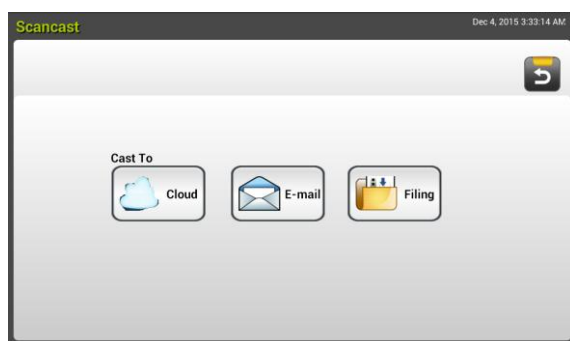 Scancast
Dec 4, 2015 3:33:14 AM
Cast To
Cloud
E-mail
Filing